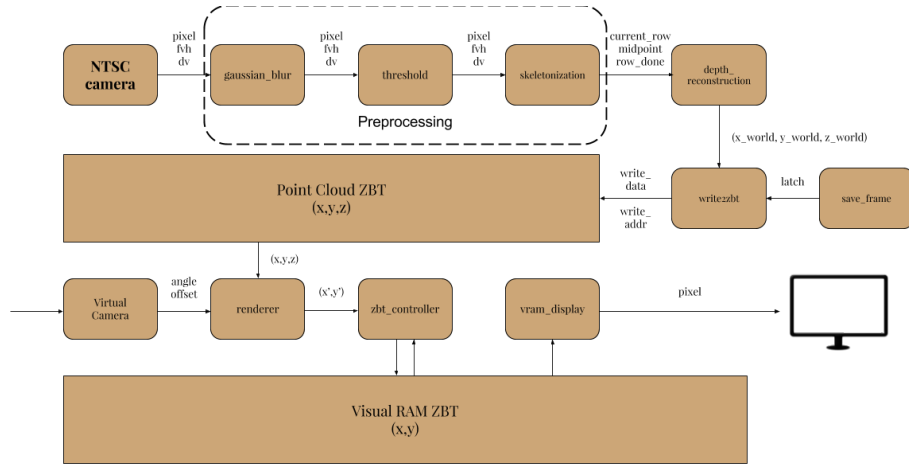 pixel
fvh
dv
pixel
fvh
dv
pixel
fvh
dv
current_row
midpoint
row_done
NTSC
camera
gaussian_blur
threshold
skeletonization
depth_
reconstruction
Preprocessing
(x_world, y_world, z_world)
Point Cloud ZBT
(x,y,z)
write_
data
write_
addr
write2zbt
latch
save_frame
(x,y,z)
Virtual
Camera
angle
offset
renderer
(x',y')
zbt_controller
vram_display
pixel
Visual RAM ZBT
(x,y)